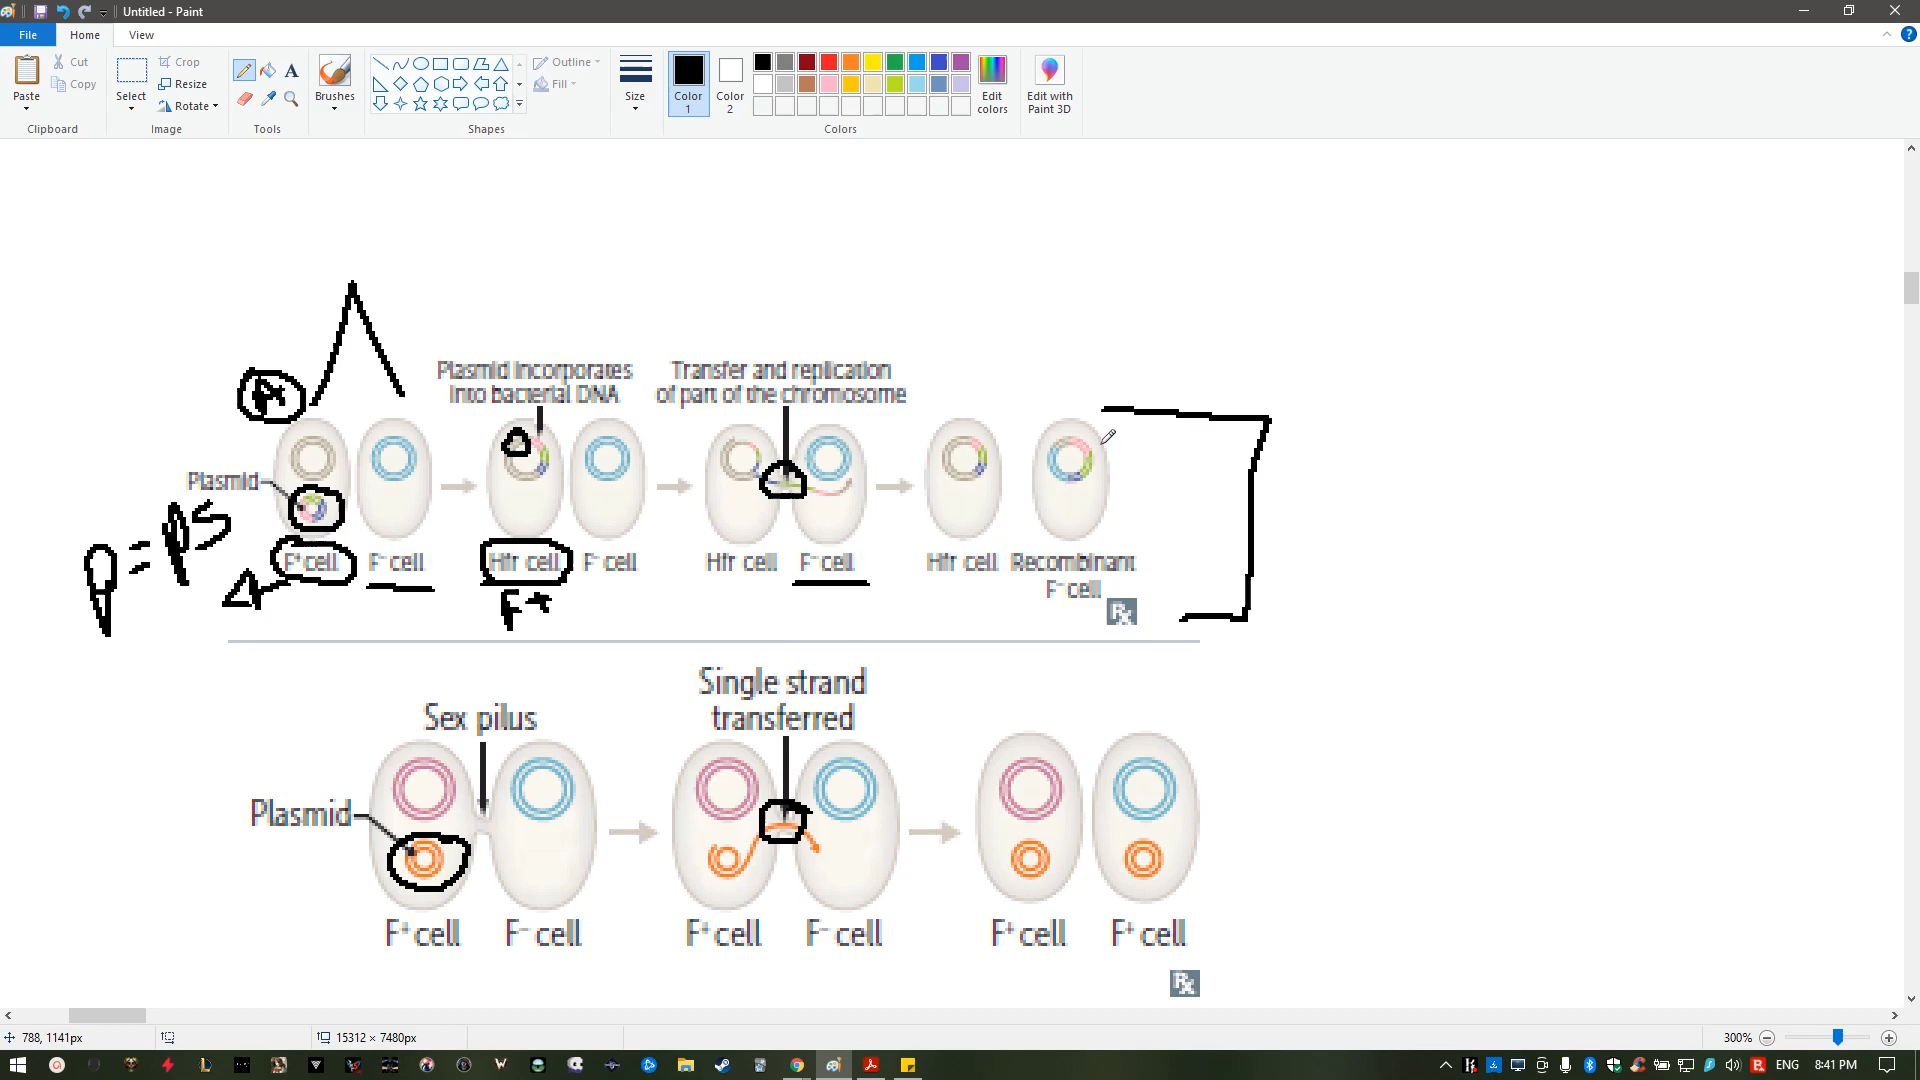 Untitled - Paint
File Home View
Paste
Cut
Copy
Clipboard
Select
Crop
Resize
Rotate
Image
A
Tools
Brushes
Shapes
Outline
Fill
Size
Color 1
Color 2
Colors
Edit colors
Edit with Paint 3D
Plasmid incorporates
into bacterial DNA
Transfer and replication
of part of the chromosome
Plasmid
F⁺ cell F⁻ cell Hfr cell F⁻ cell Hfr cell F⁻ cell Hfr cell Recombinant
F⁻ cell
F+
Rx
Sex pilus
Single strand
transferred
Plasmid
F⁺ cell F⁻ cell F⁺ cell F⁻ cell F⁺ cell F⁺ cell
Rx
788, 1141px
15312 × 7480px
300%
ENG 8:41 PM